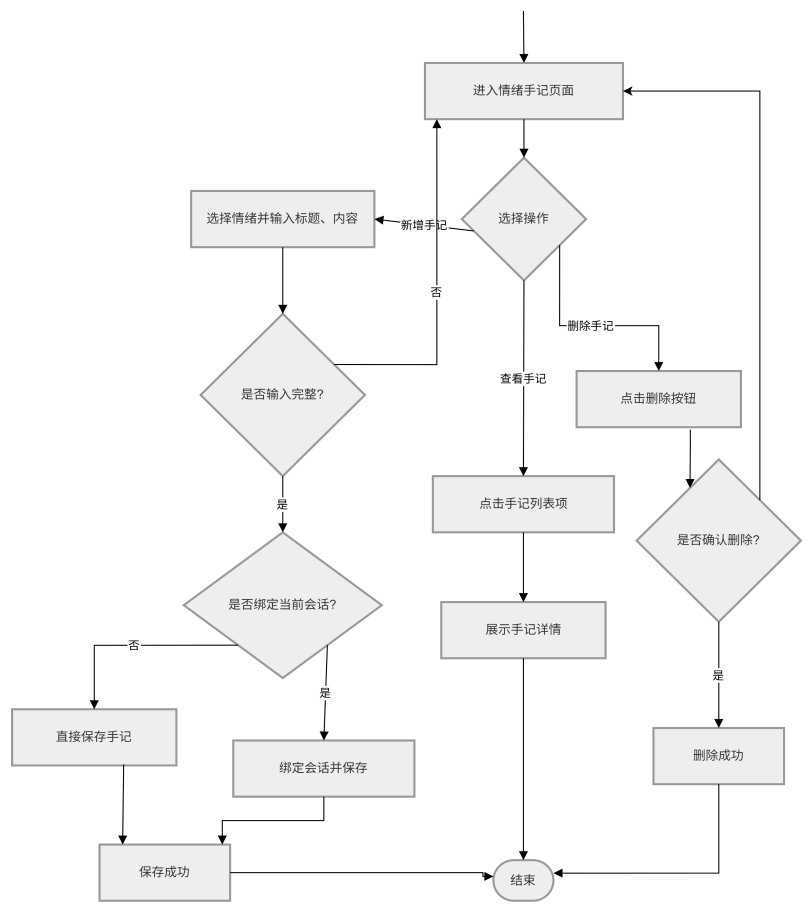 进入情绪手记页面
选择操作
新增手记
选择情绪并输入标题、内容
否
删除手记
查看手记
是否输入完整?
点击删除按钮
是
点击手记列表项
是否确认删除?
是否绑定当前会话?
展示手记详情
否
是
是
直接保存手记
绑定会话并保存
删除成功
保存成功
结束